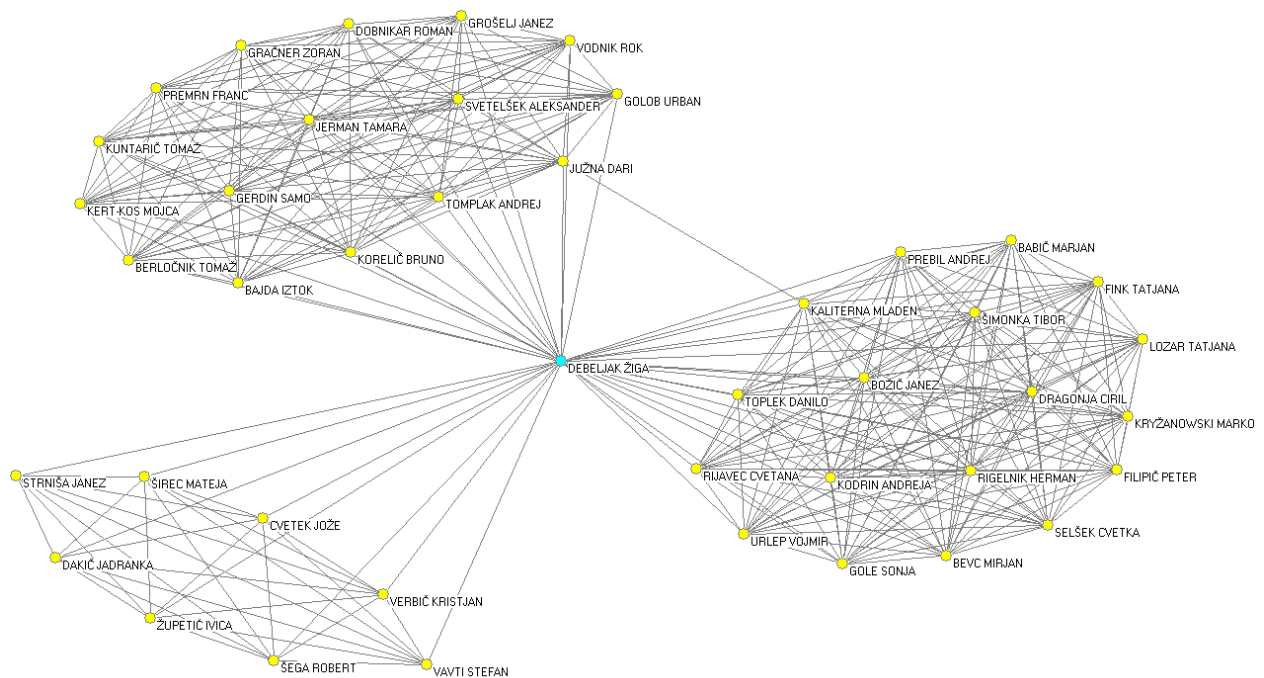 GROŠELJ JANEZ
DOBNIKAR ROMAN
VODNIK ROK
GRAČNER ZORAN
PREMRN FRANC
SVETELŠEK ALEKSANDER
GOLOB URBAN
JERMAN TAMARA
KUNTARIČ TOMAŽ
JUŽNA DARI
GERDIN SAMO
TOMPLAK ANDREJ
KERT-KOS MOJCA
KORELIČ BRUNO
BERLOČNIK TOMAŽ
BAJDA IZTOK
BABIČ MARJAN
PREBIL ANDREJ
FINK TATJANA
KALITERNA MLADEN
ŠIMONKA TIBOR
LOZAR TATJANA
DEBELJAK ŽIGA
BOŽIČ JANEZ
TOPLEK DANILO
DRAGONJA CIRIL
KRYŽANOWSKI MARKO
RIJAVEC CVETANA
KODRIN ANDREJA
RIGELNIK HERMAN
FILIPIČ PETER
STRNIŠA JANEZ
ŠIREC MATEJA
CVETEK JOŽE
URLEP VOJMIR
SELŠEK CVETKA
GOLE SONJA
BEVC MIRJAN
DAKIČ JADRANKA
VERBIČ KRISTJAN
ŽUPETIĆ IVICA
ŠEGA ROBERT
VAVTI STEFAN